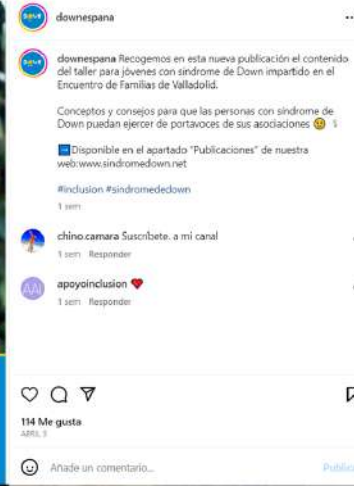 downespana
downespana Recogemos en esta nueva publicación el contenido
del taller para jóvenes con síndrome de Down impartido en el
Encuentro de Familias de Valladolid.
Conceptos y consejos para que las personas con síndrome de
Down puedan ejercer de portavoces de sus asociaciones
Disponible en el apartado "Publicaciones" de nuestra
web:www.sindromedown.net
#inclusion #sindromededown
1 sem
chino.camara Suscríbete. a mi canal
1 sem Responder
AAI
apoyoinclusion
1 sem Responder
114 Me gusta
ABRIL 3
Añade un comentario...